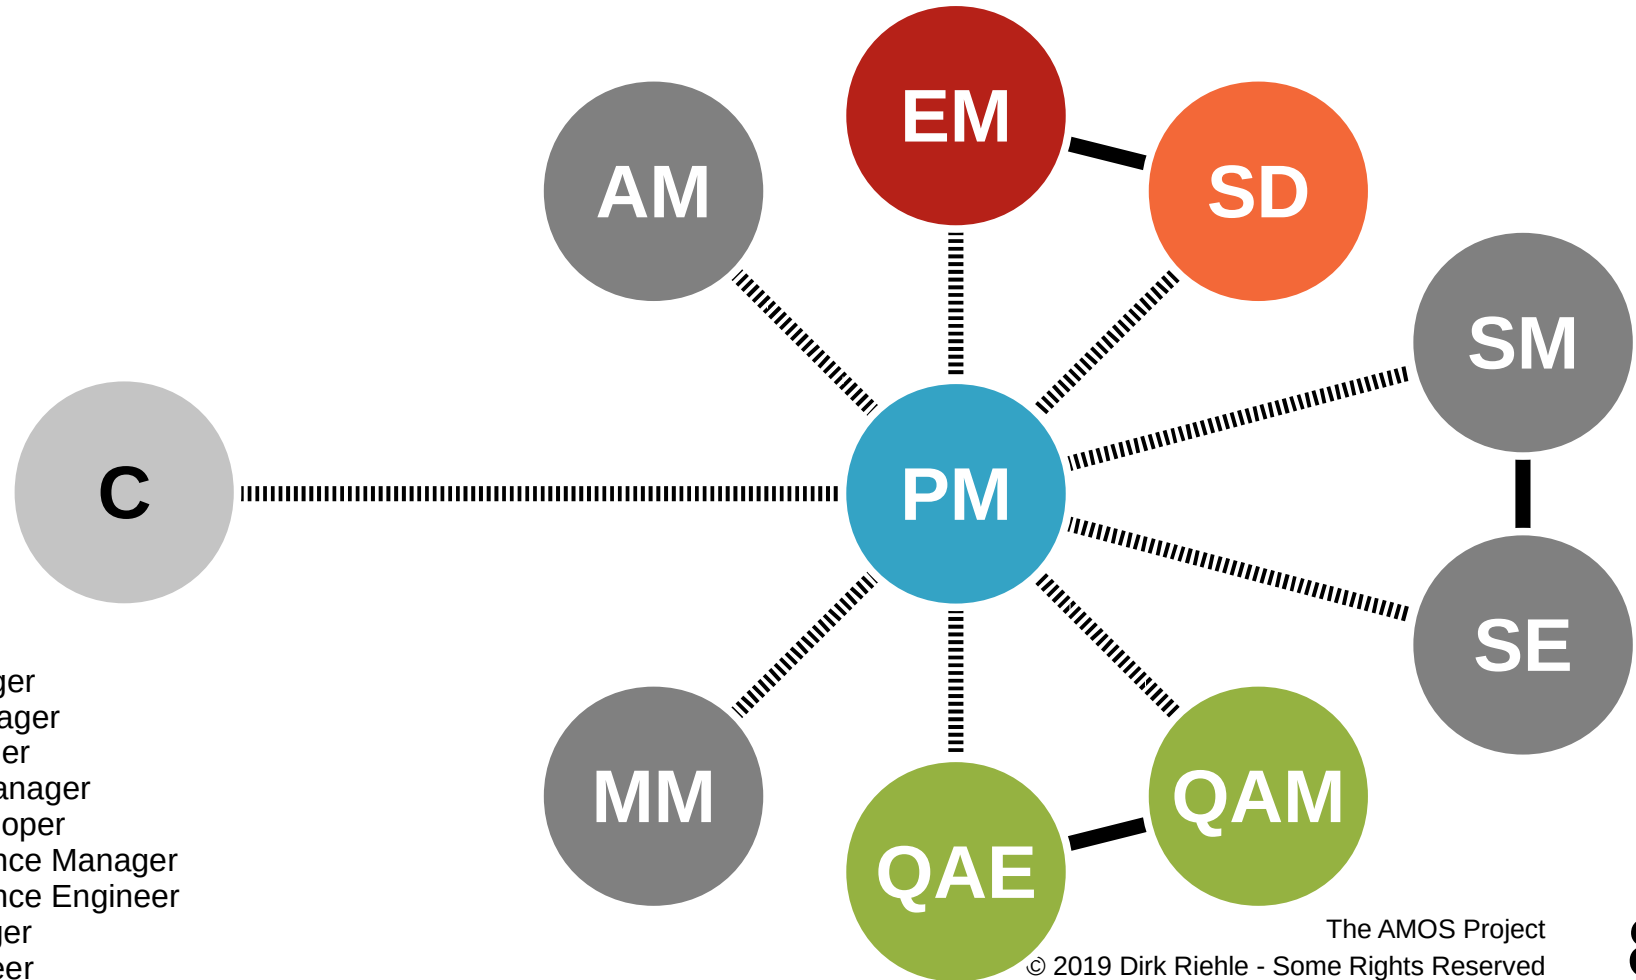 EM
AM
SD
SM
C
PM
SE
MM
QAM
QAE
ger
ager
er
anager
oper
nce Manager
nce Engineer
ger
eer
The AMOS Project
© 2019 Dirk Riehle - Some Rights Reserved